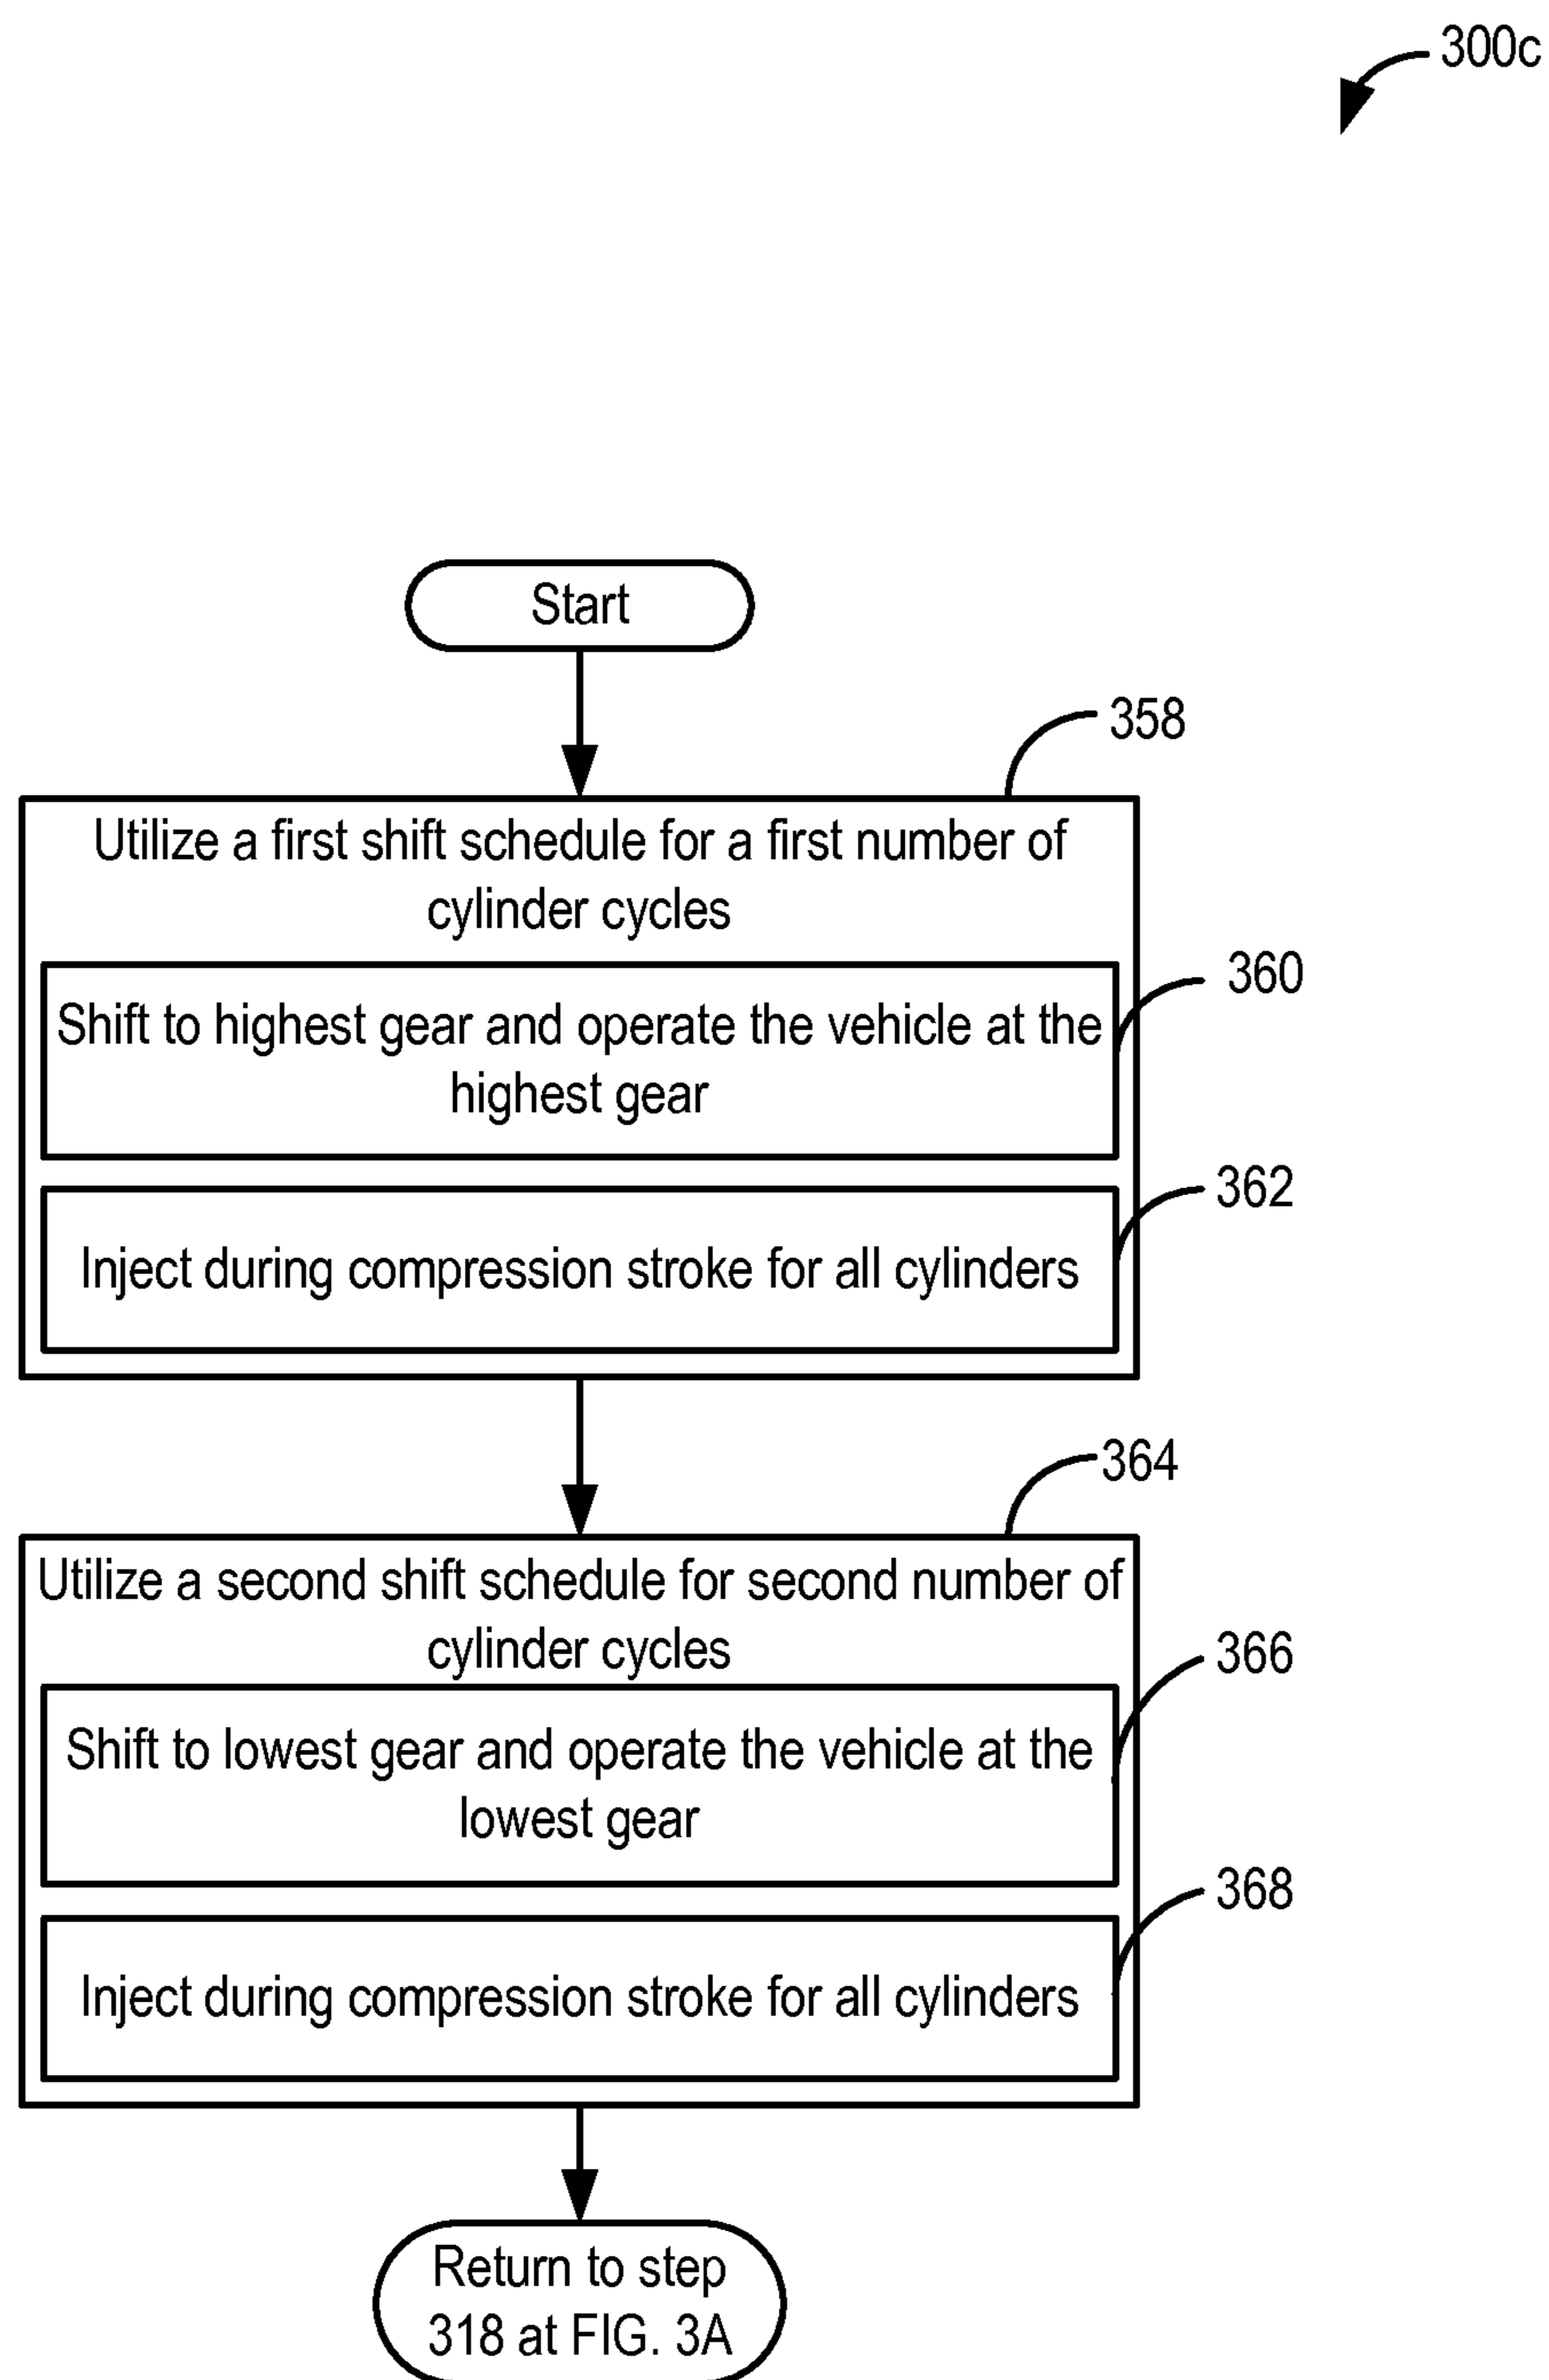 300c
Start
358
Utilize a first shift schedule for a first number of
cylinder cycles
360
Shift to highest gear and operate the vehicle at the
highest gear
362
Inject during compression stroke for all cylinders
364
Utilize a second shift schedule for second number of
cylinder cycles
366
Shift to lowest gear and operate the vehicle at the
lowest gear
368
Inject during compression stroke for all cylinders
Return to step
318 at FIG. 3A